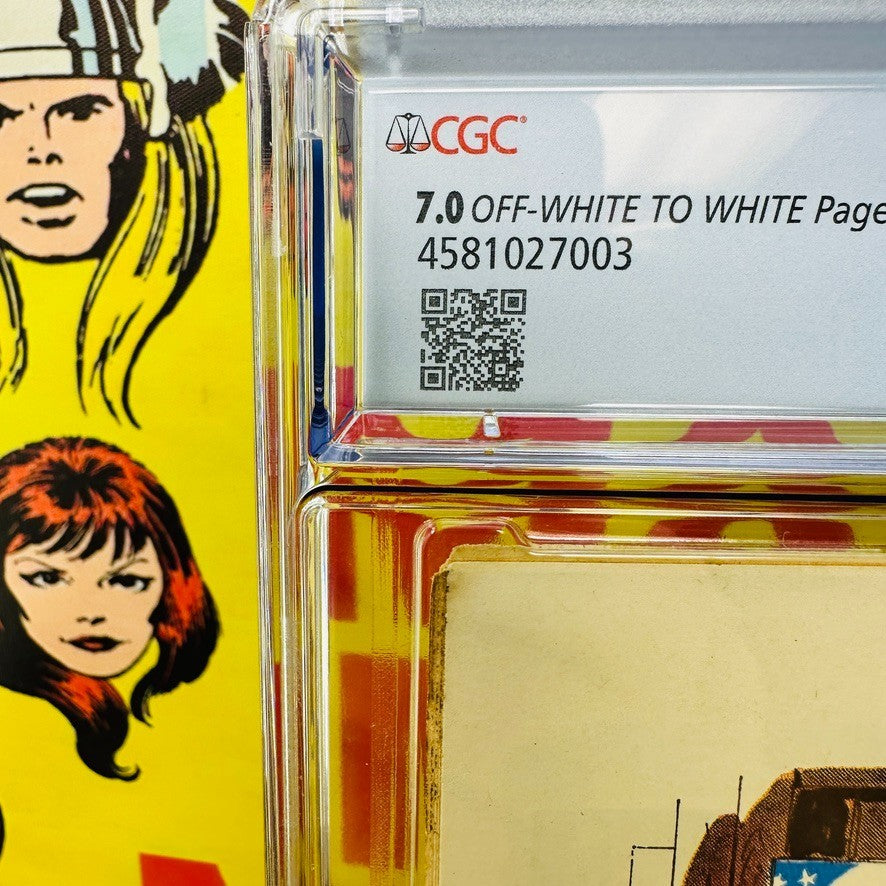 CGC®
7.0 OFF-WHITE TO WHITE Page
4581027003